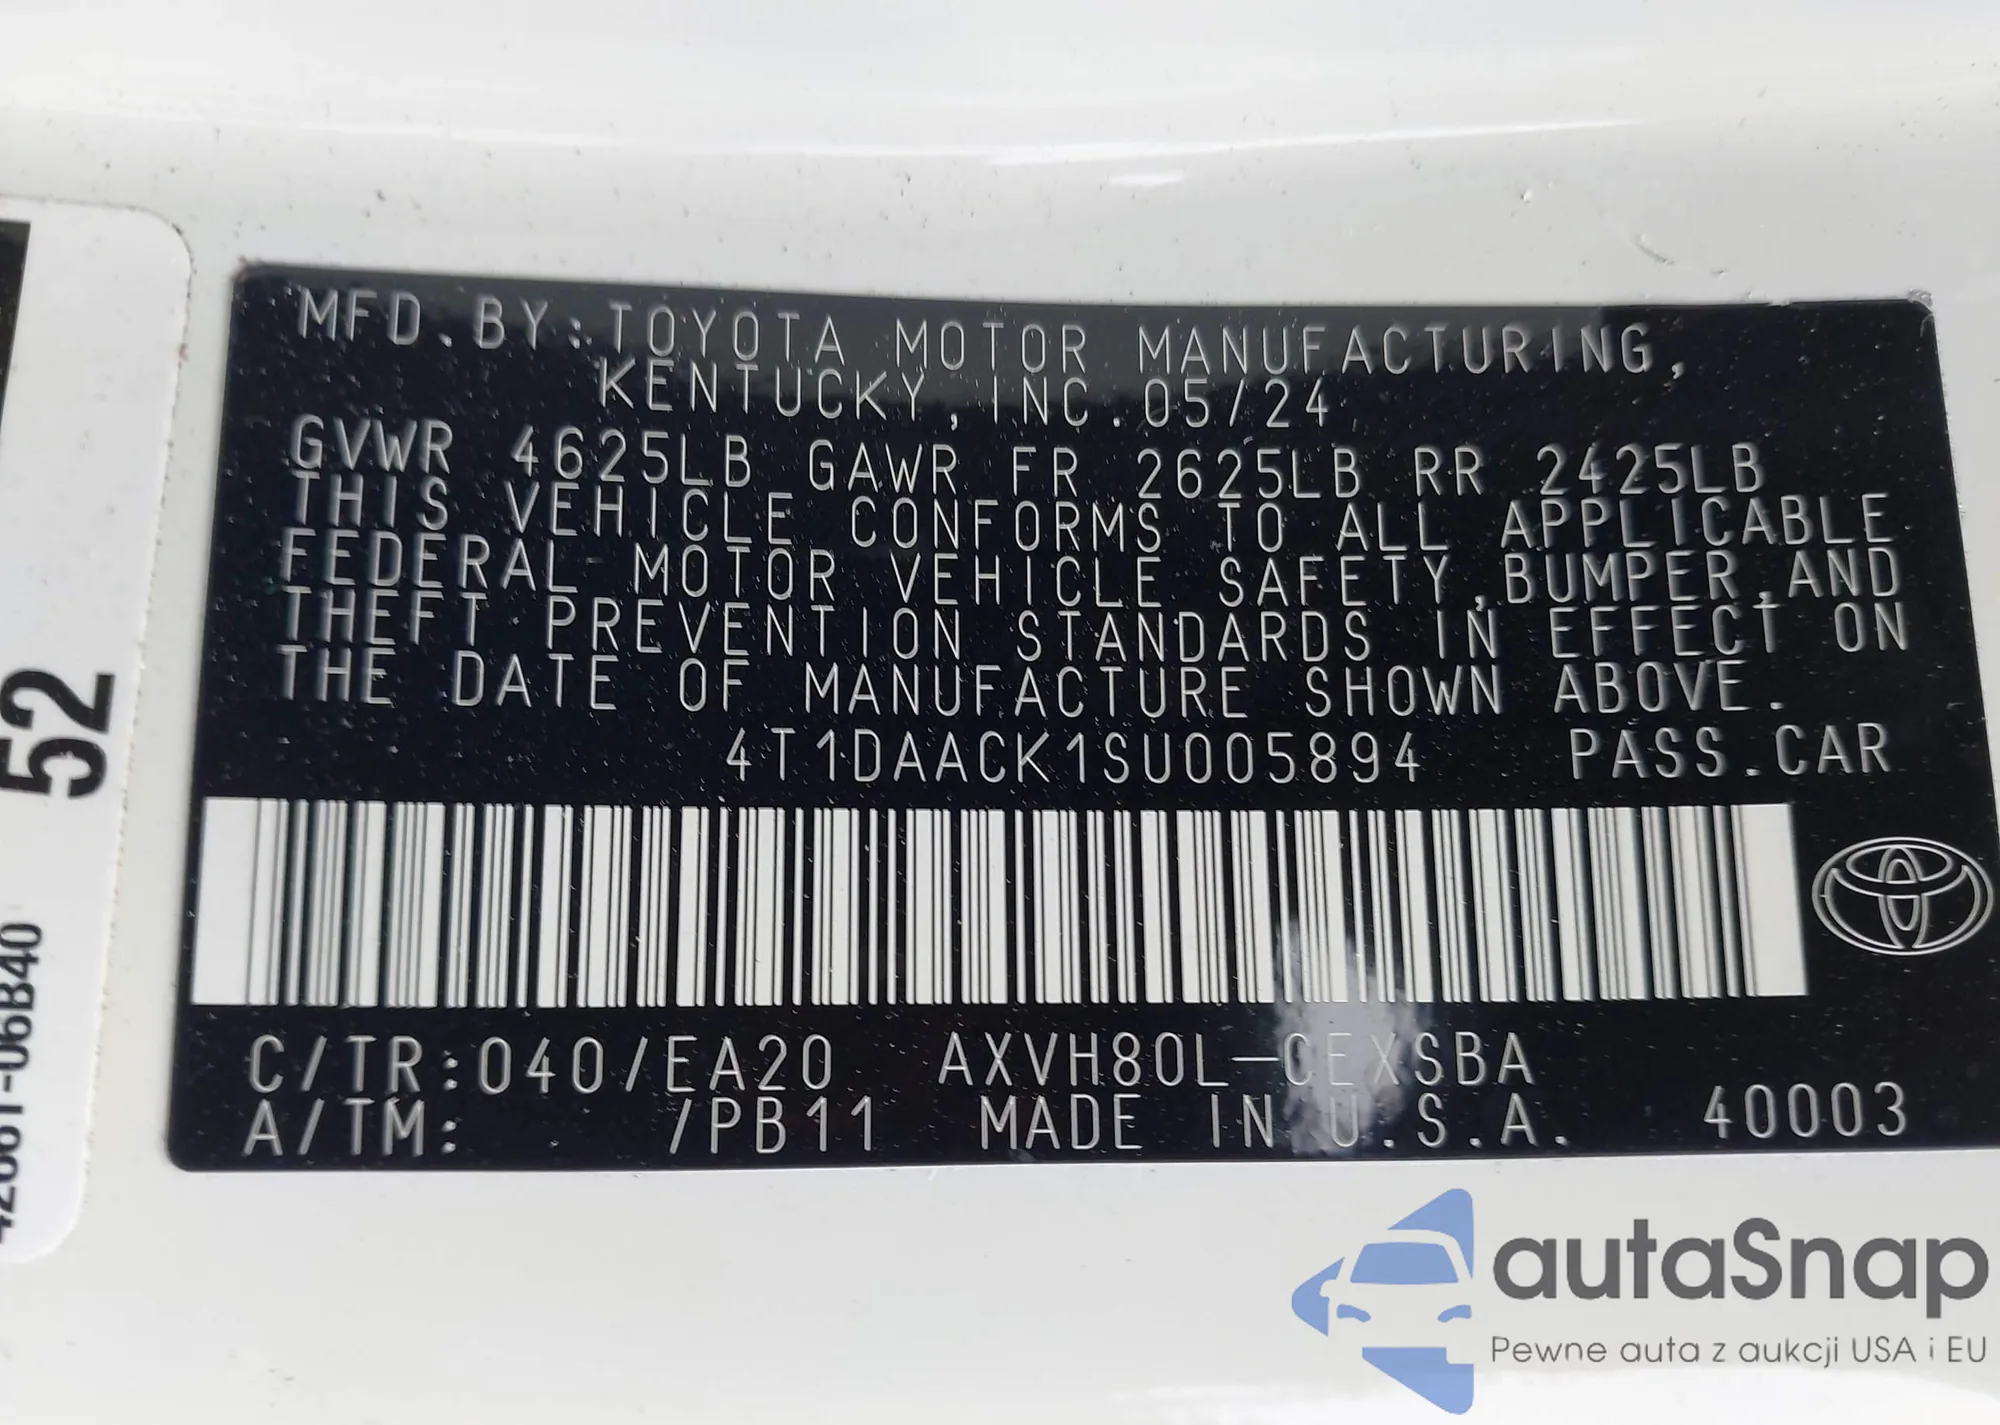 MFD.BY:TOYOTA MOTOR MANUFACTURING,
KENTUCKY,INC.05/24
GVWR 4625LB GAWR FR 2625LB RR 2425LB
THIS VEHICLE CONFORMS TO ALL APPLICABLE
FEDERAL MOTOR VEHICLE SAFETY,BUMPER,AND
THEFT PREVENTION STANDARDS IN EFFECT ON
THE DATE OF MANUFACTURE SHOWN ABOVE.
4T1DAACK1SU005894 PASS.CAR
C/TR:040/EA20 AXVH80L-CEXSBA
A/TM: /PB11 MADE IN U.S.A. 40003
52
autaSnap
Pewne auta z aukcji USA i EU